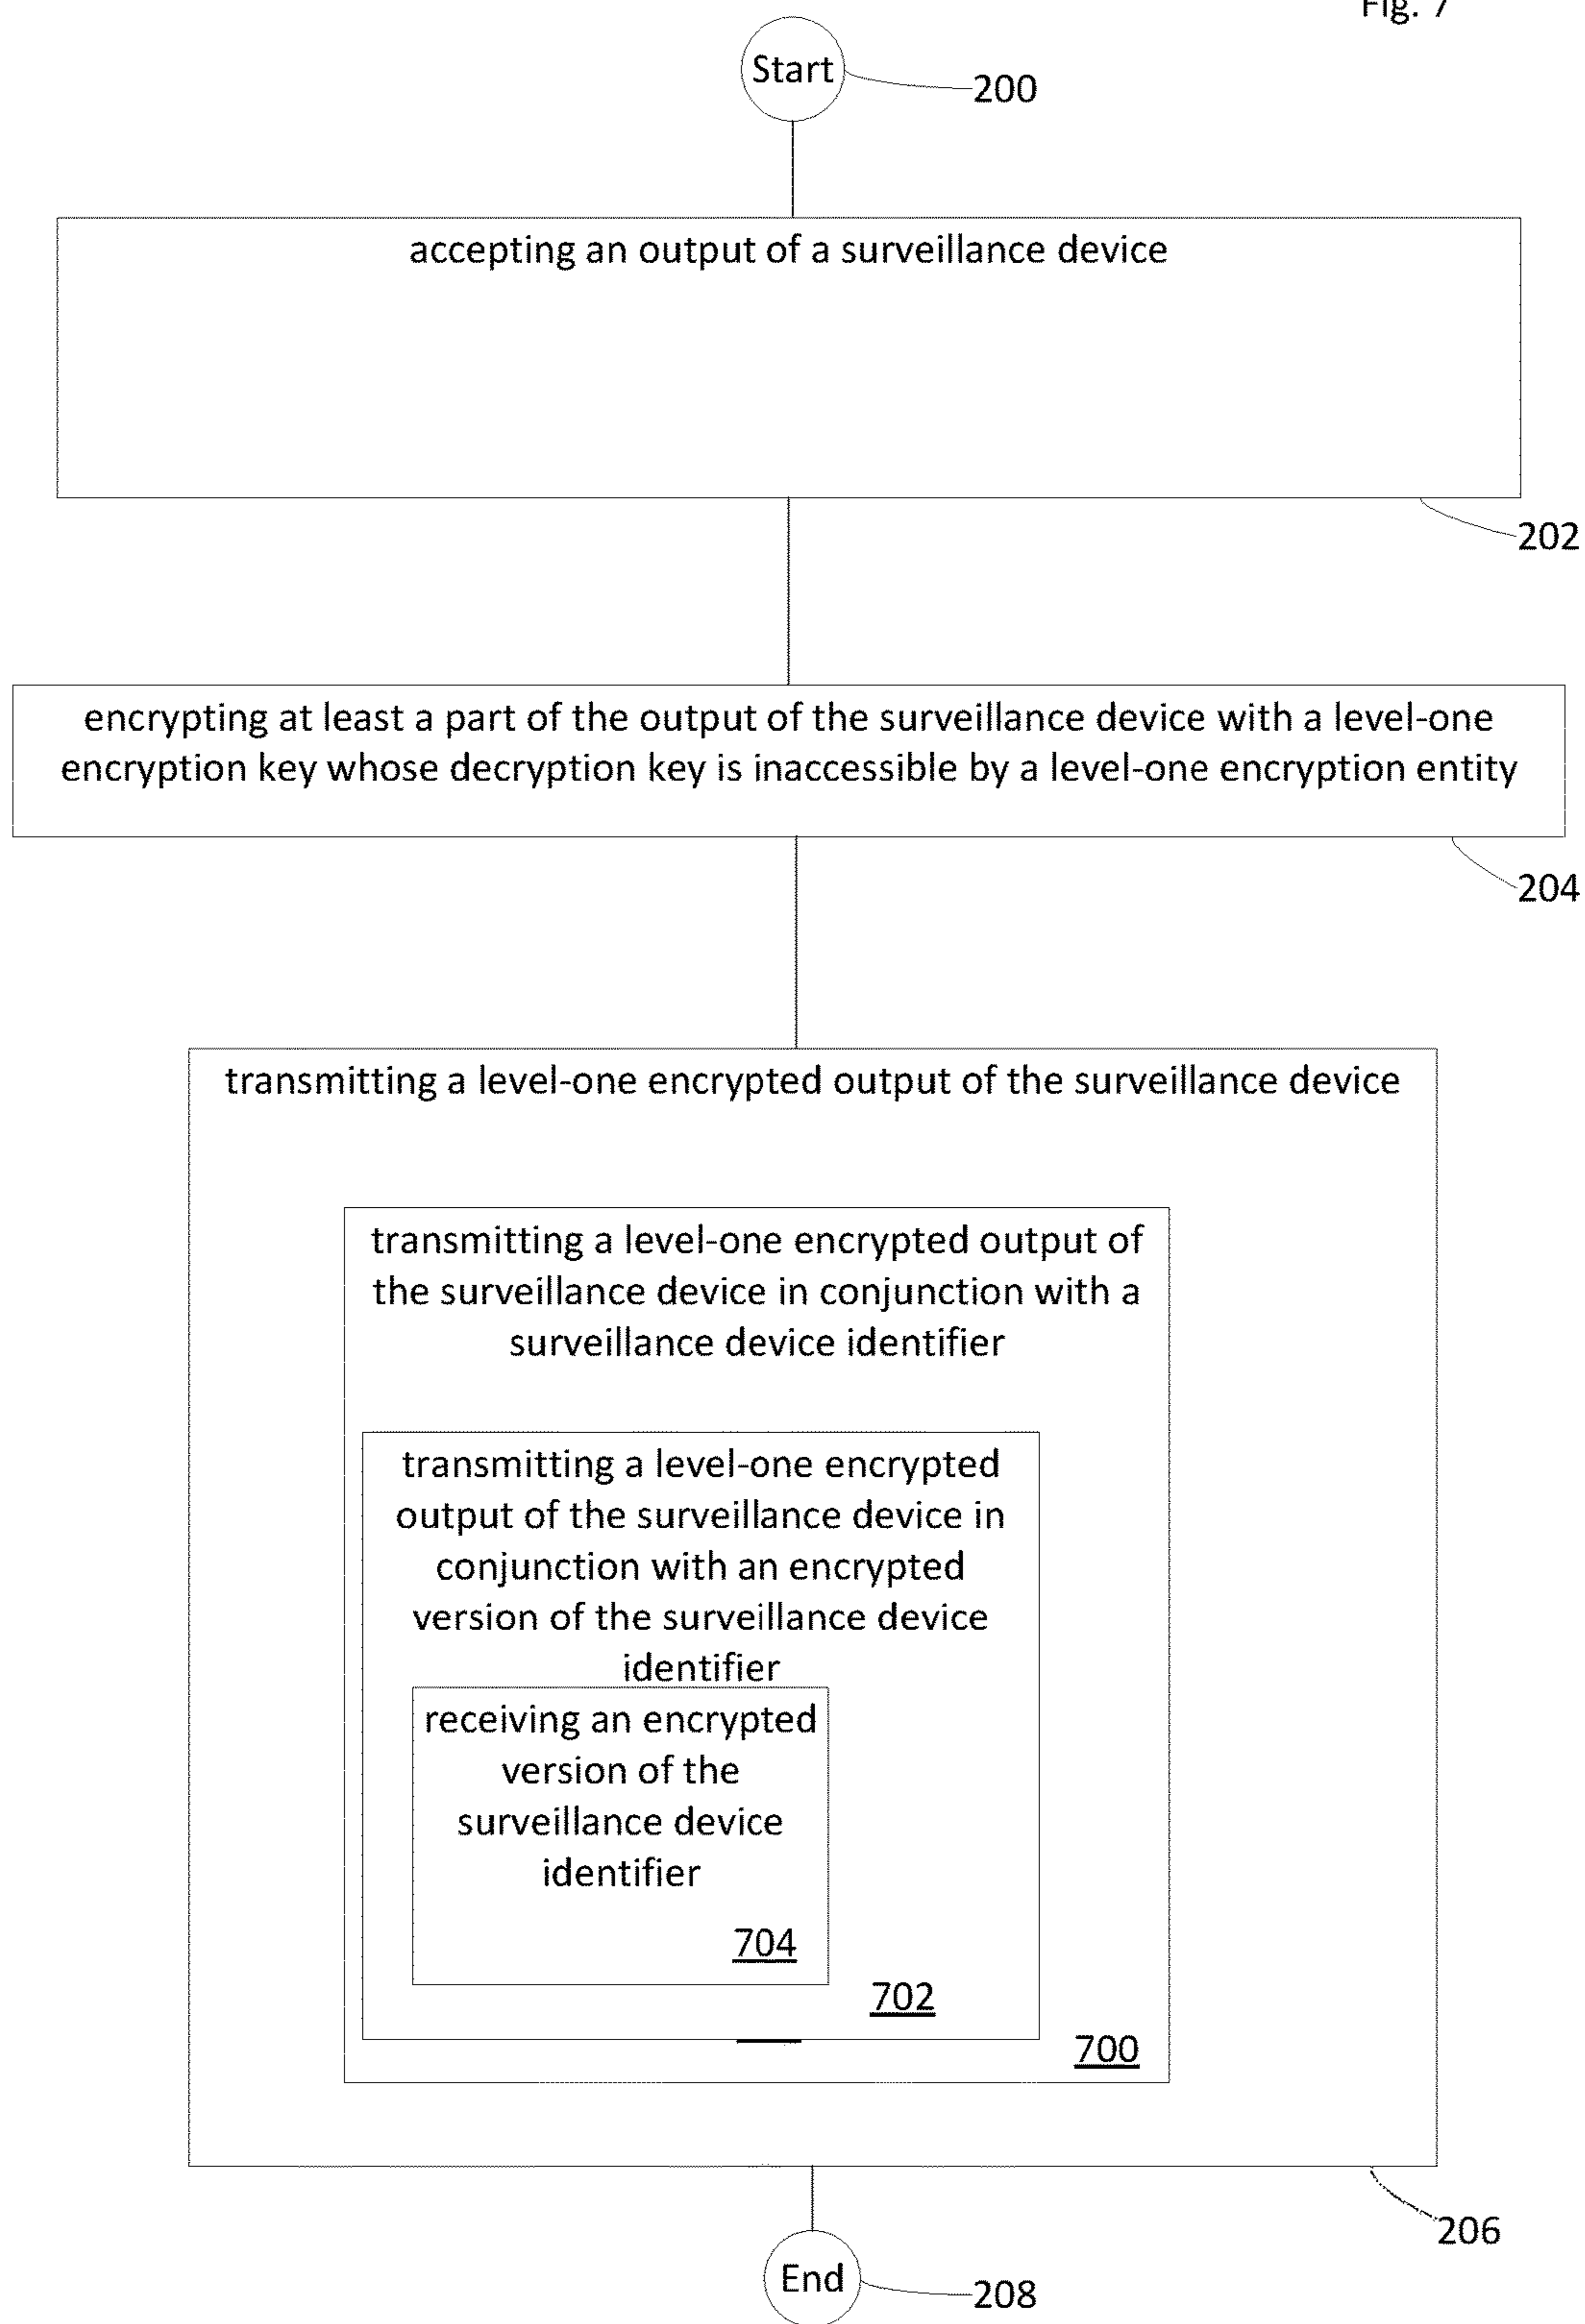 Fig. 7
Start
200
accepting an output of a surveillance device
202
encrypting at least a part of the output of the surveillance device with a level-one
encryption key whose decryption key is inaccessible by a level-one encryption entity
204
transmitting a level-one encrypted output of the surveillance device
transmitting a level-one encrypted output of
the surveillance device in conjunction with a
surveillance device identifier
transmitting a level-one encrypted
output of the surveillance device in
conjunction with an encrypted
version of the surveillance device
identifier
receiving an encrypted
version of the
surveillance device
identifier
704
702
700
206
End
208